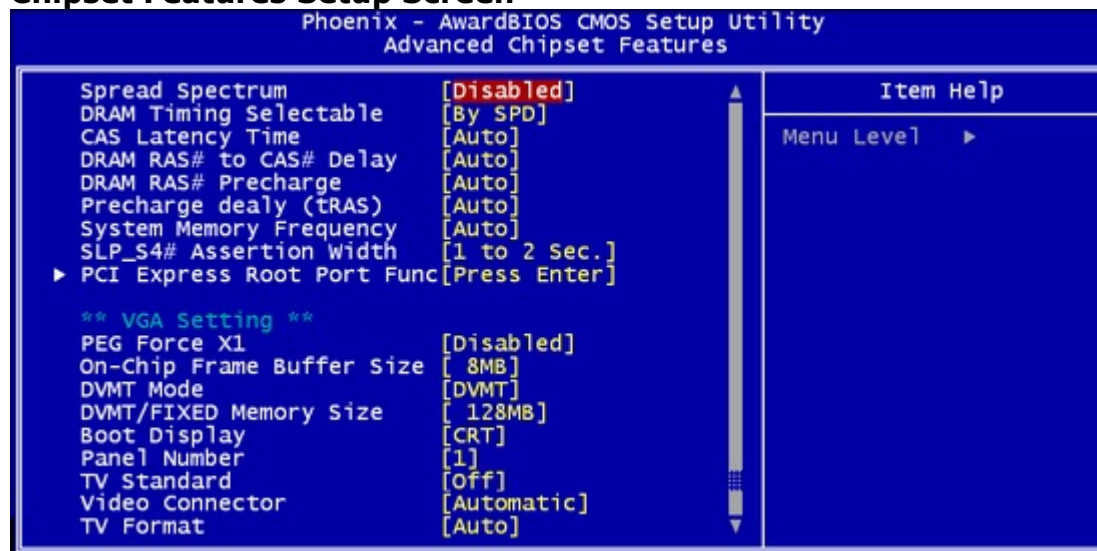 Chipset Features Setup Screen
Phoenix - AwardBIOS CMOS Setup Utility
Advanced Chipset Features
Spread Spectrum [Disabled]
DRAM Timing Selectable [By SPD]
CAS Latency Time [Auto]
DRAM RAS# to CAS# Delay [Auto]
DRAM RAS# Precharge [Auto]
Precharge dealy (tRAS) [Auto]
System Memory Frequency [Auto]
SLP_S4# Assertion Width [1 to 2 Sec.]
▶ PCI Express Root Port Func[Press Enter]
** VGA Setting **
PEG Force X1 [Disabled]
On-Chip Frame Buffer Size [ 8MB]
DVMT Mode [DVMT]
DVMT/FIXED Memory Size [ 128MB]
Boot Display [CRT]
Panel Number [1]
TV Standard [Off]
Video Connector [Automatic]
TV Format [Auto]
Item Help
Menu Level ▶